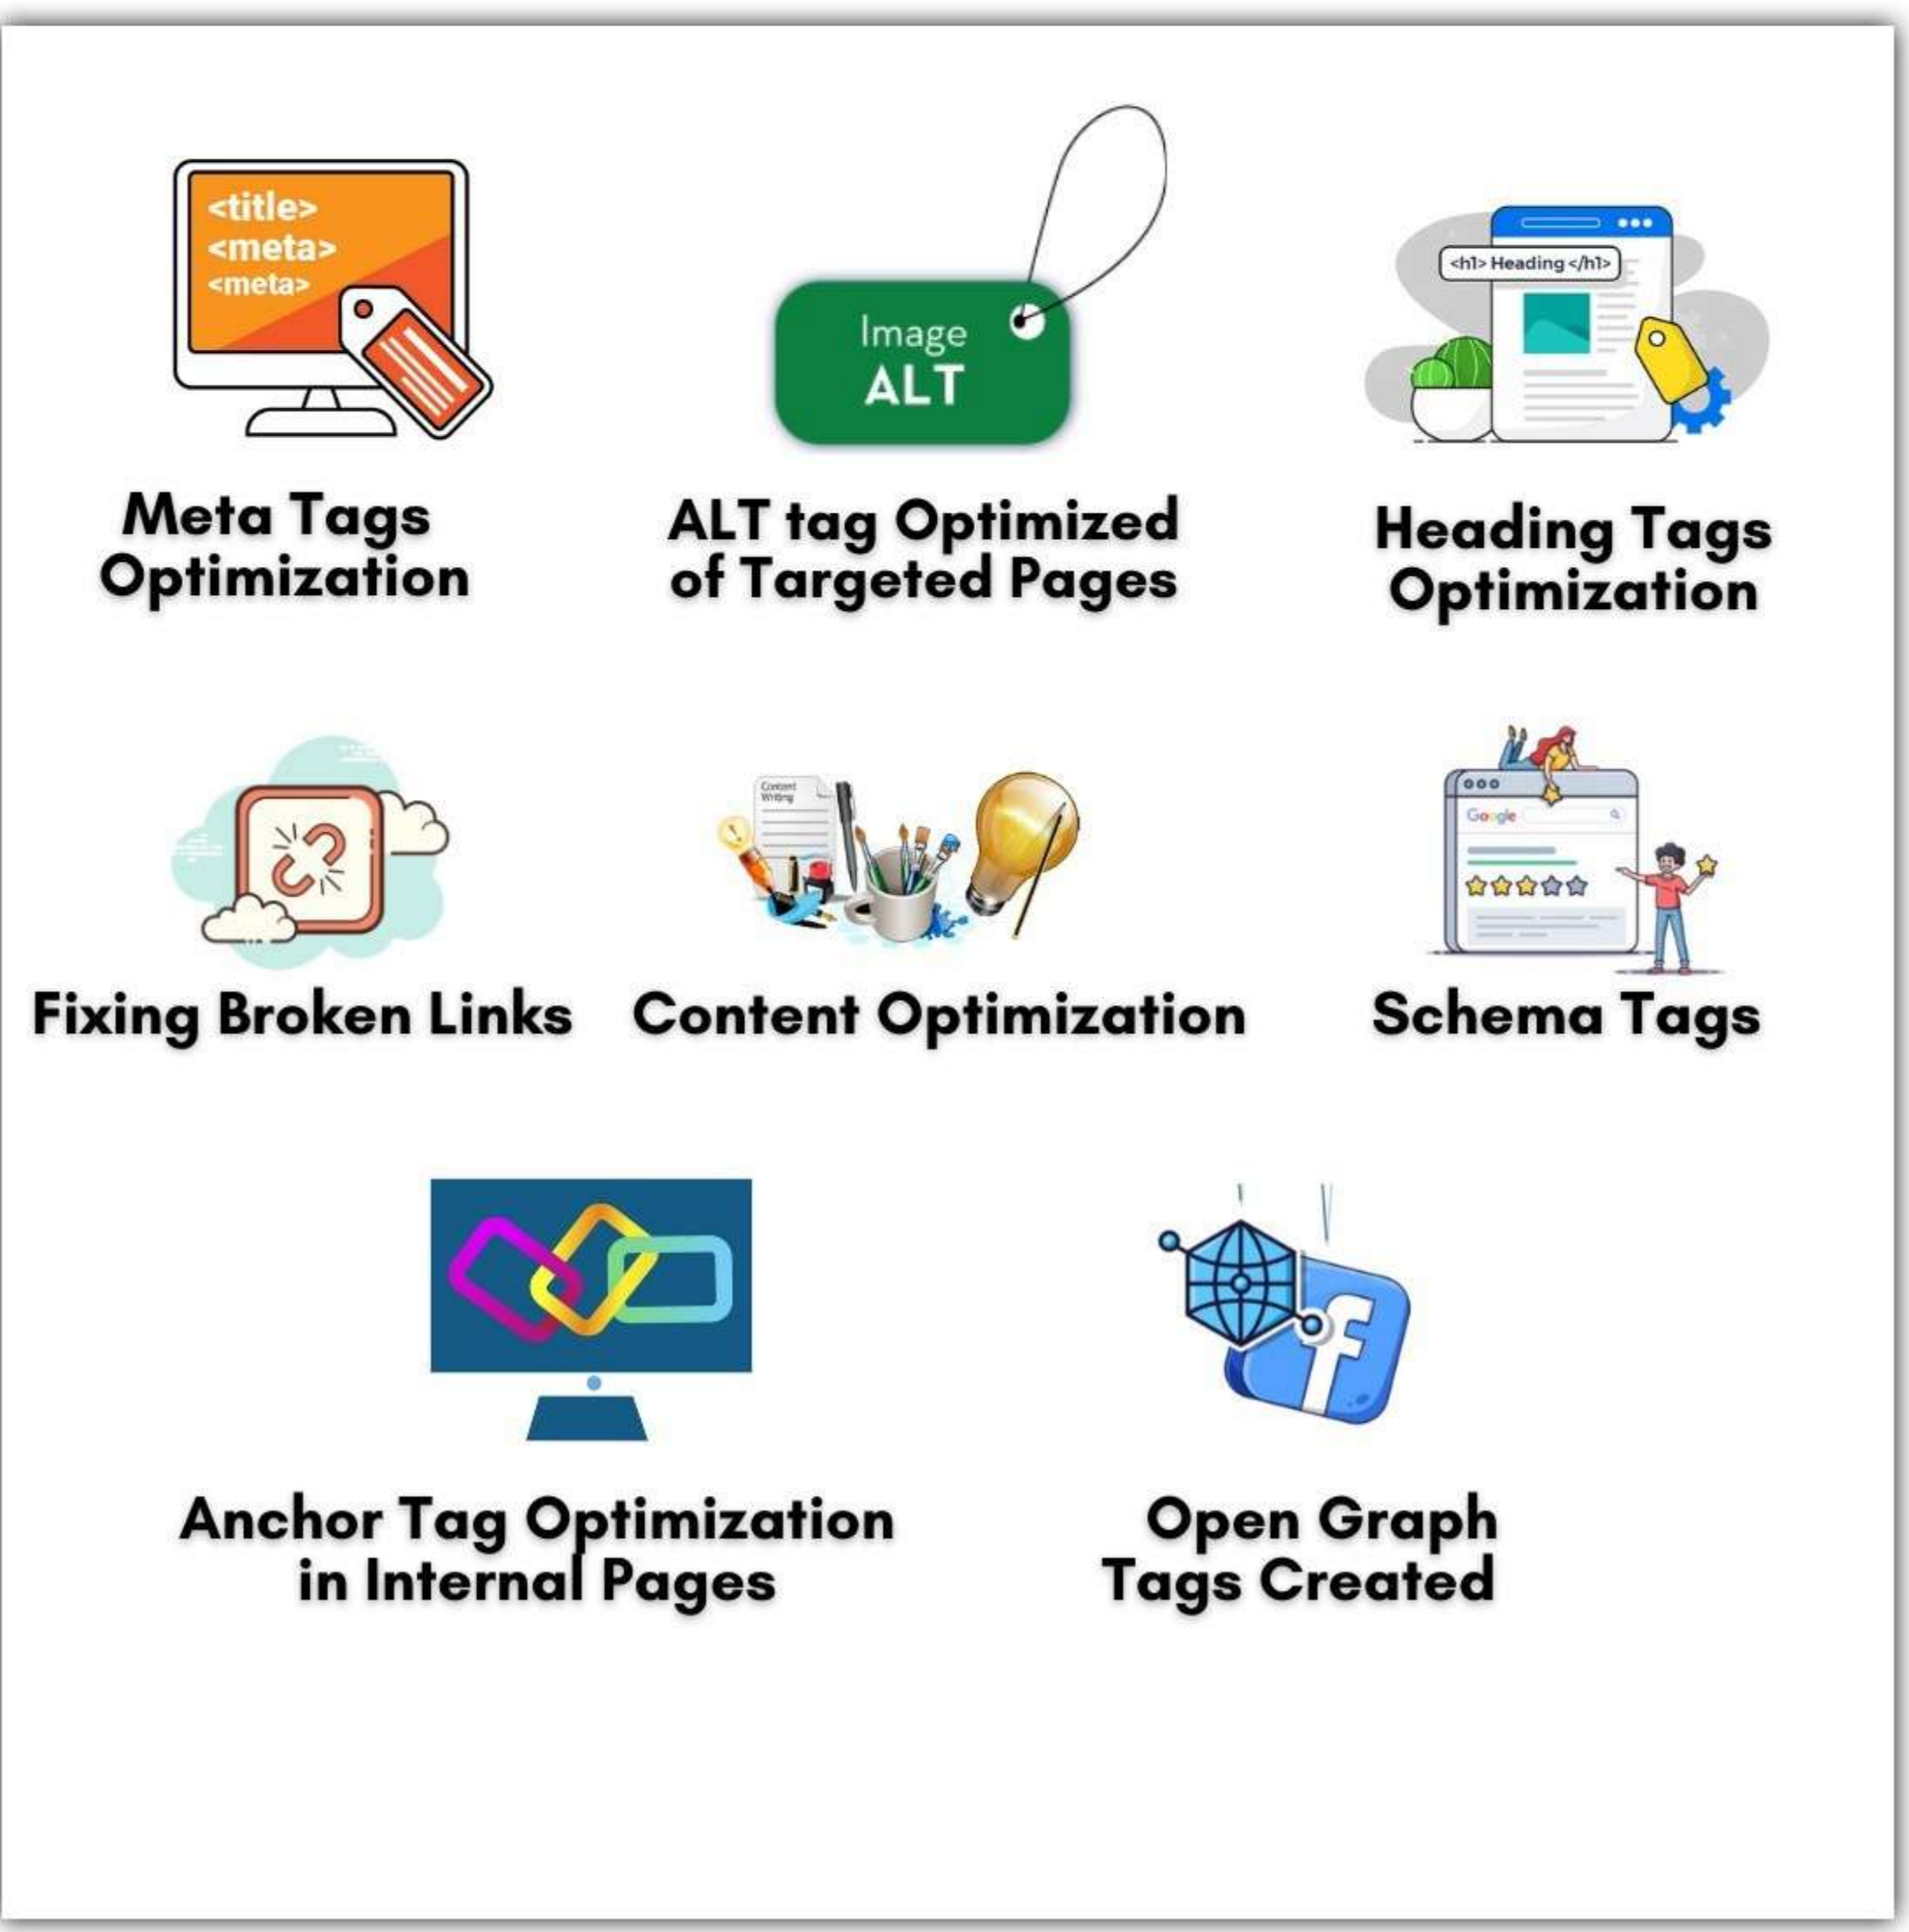 <title>
<meta>
<meta>
Image
ALT
<h1> Heading </h1>
Meta Tags
Optimization
ALT tag Optimized
of Targeted Pages
Heading Tags
Optimization
Content
Writing
Google
Fixing Broken Links
Content Optimization
Schema Tags
f
Anchor Tag Optimization
in Internal Pages
Open Graph
Tags Created